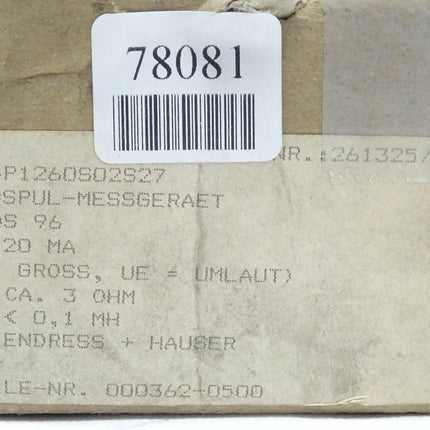 78081
NR.:261325/
P1260S02S27
SPUL-MESSGERAET
S 96
20 MA
GROSS, UE = UMLAUT)
CA. 3 OHM
< 0,1 MH
ENDRESS + HAUSER
LE-NR. 000362-0500